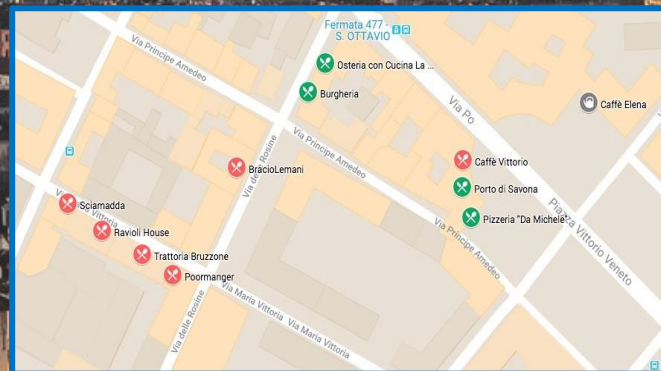 Fermata 477 -
S. OTTAVIO
Via Principe Amedeo
Osteria con Cucina La ...
Burgheria
Via Po
Caffè Elena
Via Principe Amedeo
Caffè Vittorio
BrácioLemani
Via delle Rosine
Porto di Savona
Sciamadda
Vittoria
Pizzeria "Da Michele"
Piazza Vittorio Veneto
Ravioli House
Via Principe Amedeo
Trattoria Bruzzone
Poormanger
Via Maria Vittoria
Via Maria Vittoria
Via delle Rosine